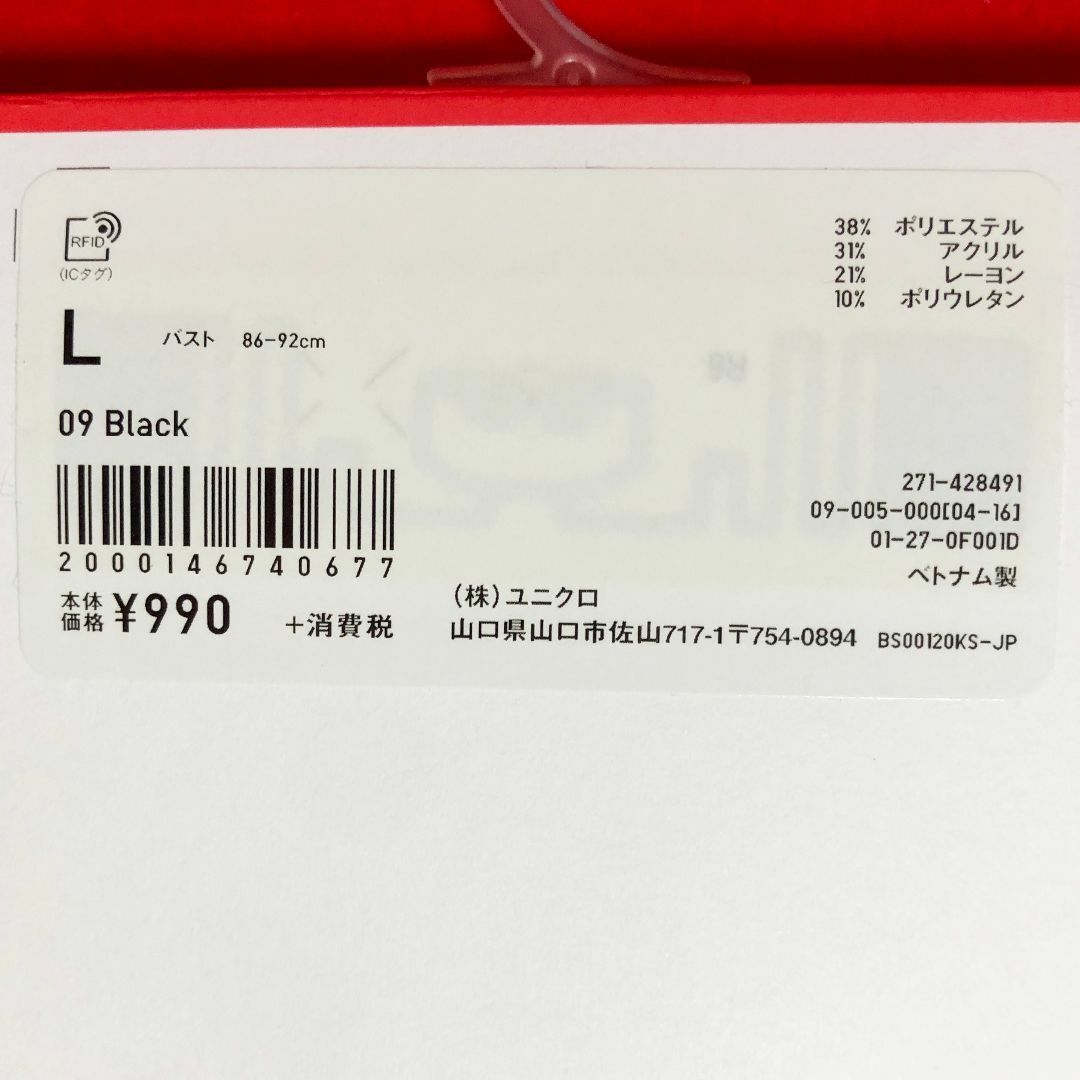 RFID
(ICタグ)
38% ポリエステル
31% アクリル
21% レーヨン
10% ポリウレタン
L バスト 86-92cm
09 Black
2000146740677
本体価格 ¥990 +消費税
271-428491
09-005-000[04-16]
01-27-0F001D
ベトナム製
(株)ユニクロ
山口県山口市佐山717-1〒754-0894 BS00120KS-JP